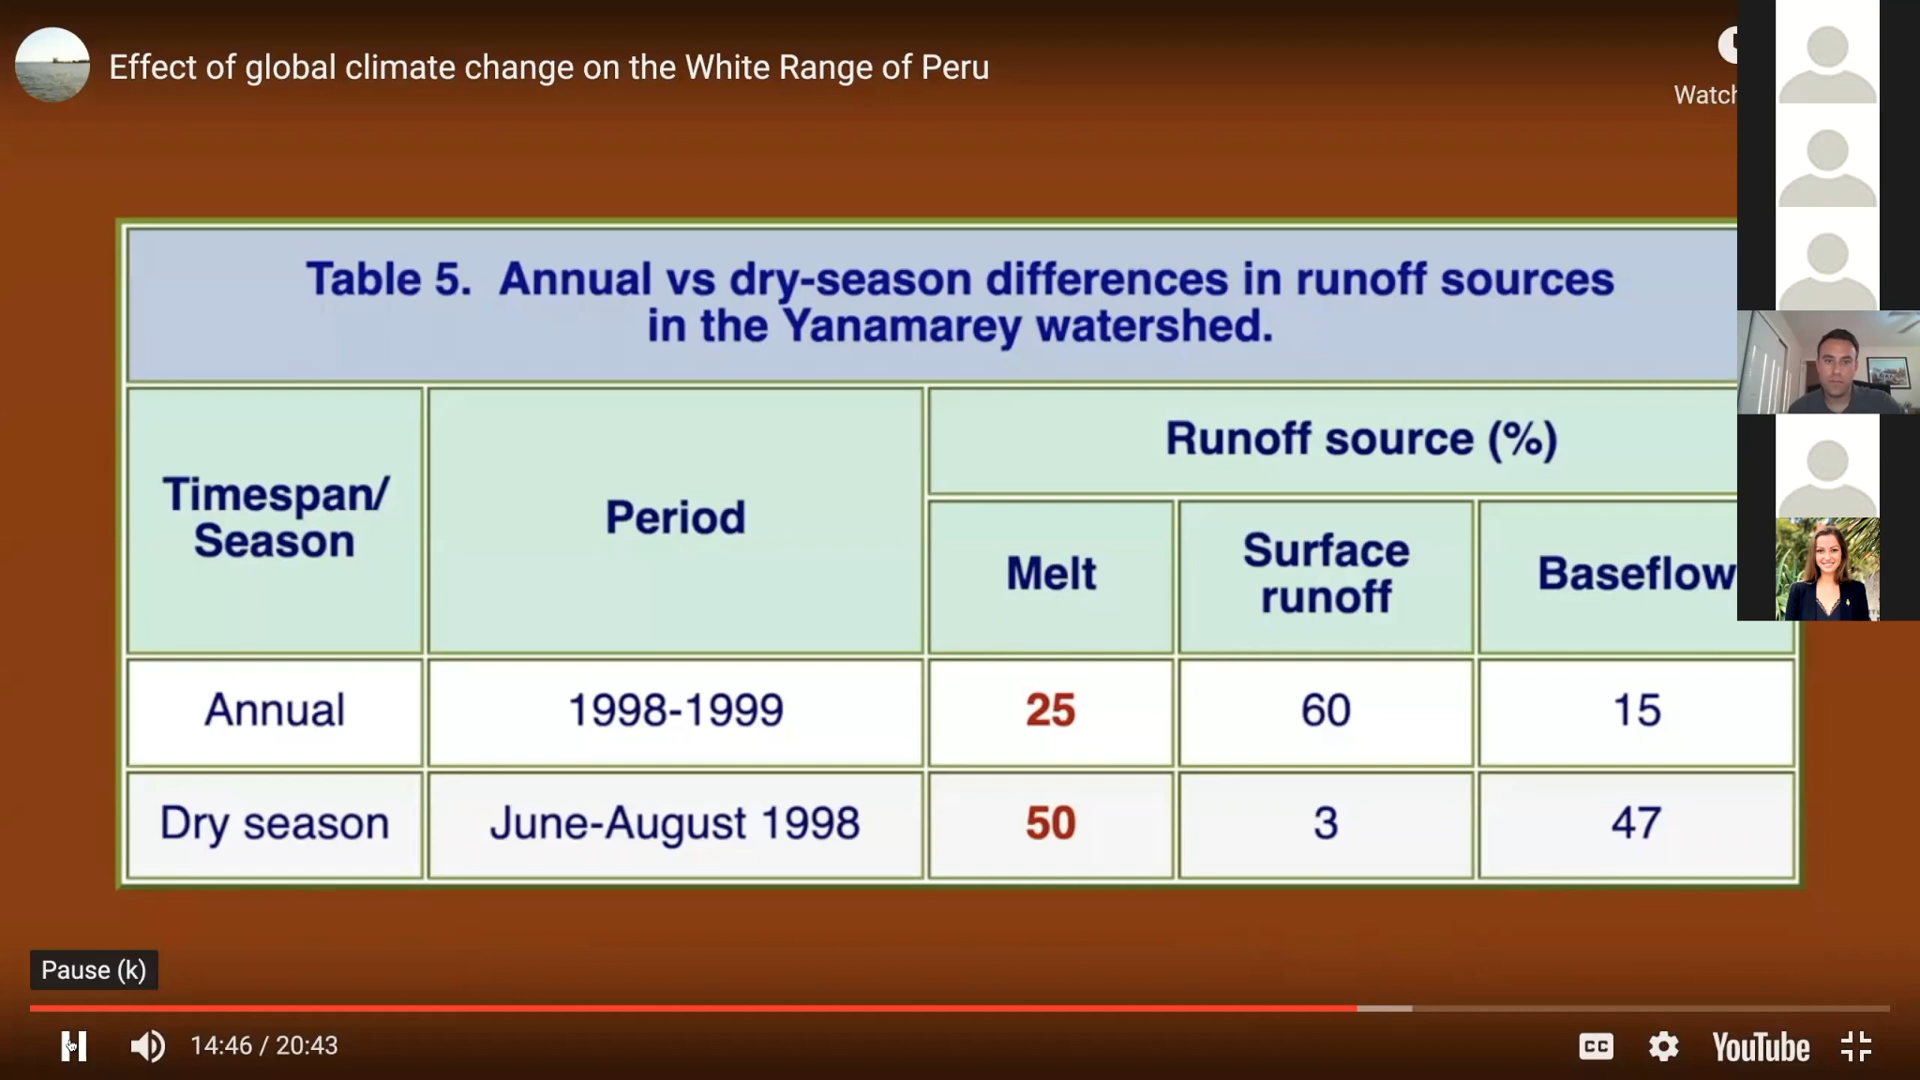 Effect of global climate change on the White Range of Peru
Watch
Table 5. Annual vs dry-season differences in runoff sources
in the Yanamarey watershed.
Timespan/
Season
Period
Runoff source (%)
Melt
Surface
runoff
Baseflow
Annual
1998-1999
25
60
15
Dry season
June-August 1998
50
3
47
Pause (k)
14:46 / 20:43
CC
YouTube